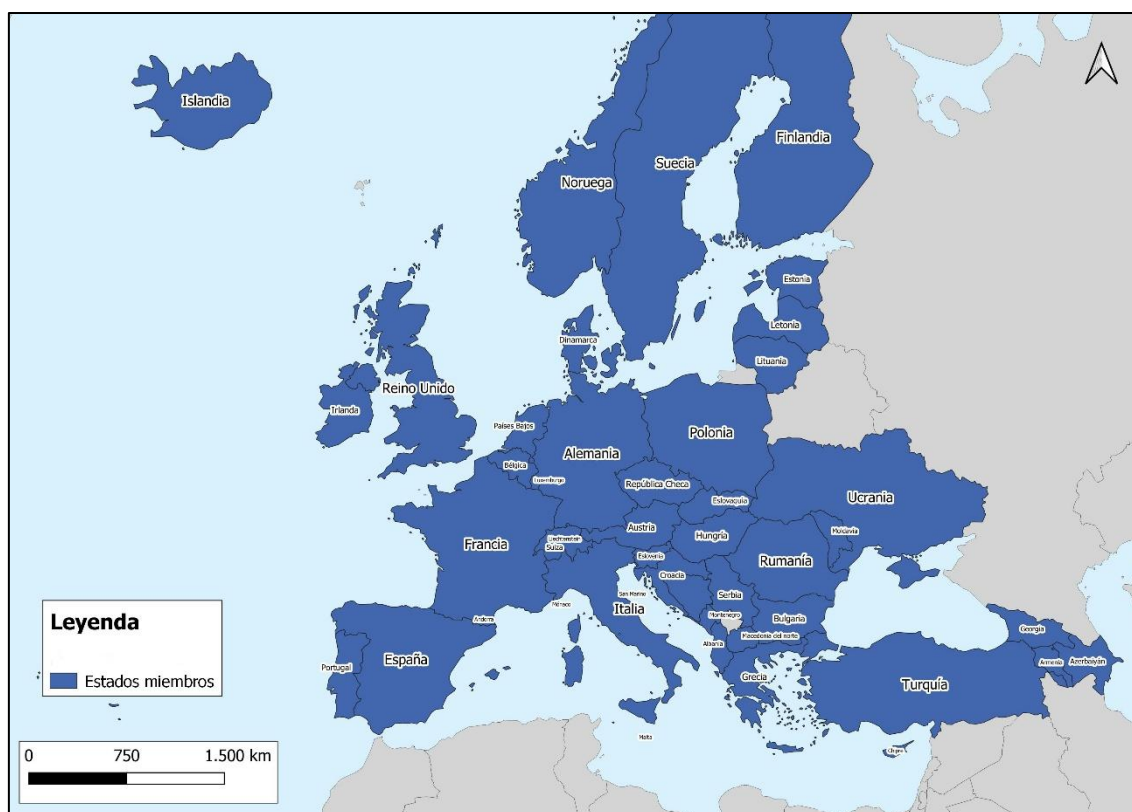 Islandia
Finlandia
Suecia
Noruega
Estonia
Letonia
Dinamarca
Lituania
Reino Unido
Irlanda
Países Bajos
Polonia
Alemania
Bélgica
Luxemburgo
República Checa
Eslovaquia
Ucrania
Austria
Moldavia
Hungría
Liechtenstein
Suiza
Francia
Eslovenia
Rumanía
Croacia
San Marino
Serbia
Mónaco
Italia
Montenegro
Bulgaria
Andorra
Georgia
Macedonia del norte
Albania
España
Portugal
Armenia
Azerbaiyán
Grecia
Turquía
Malta
Chipre
Leyenda
Estados miembros
0 750 1.500 km